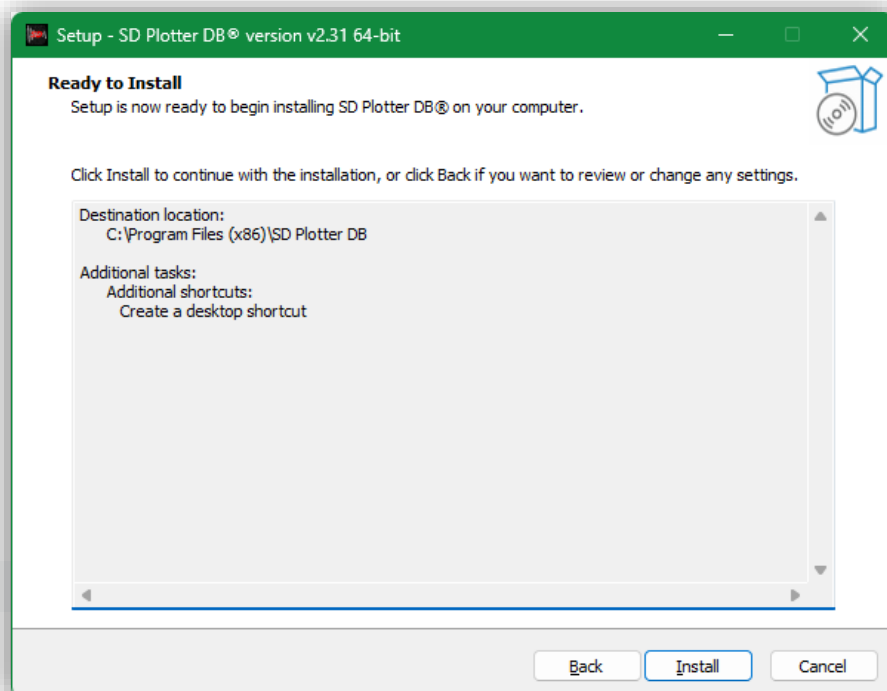 Setup - SD Plotter DB® version v2.31 64-bit
Ready to Install
Setup is now ready to begin installing SD Plotter DB® on your computer.
Click Install to continue with the installation, or click Back if you want to review or change any settings.
Destination location:
C:\Program Files (x86)\SD Plotter DB
Additional tasks:
Additional shortcuts:
Create a desktop shortcut
Back
Install
Cancel